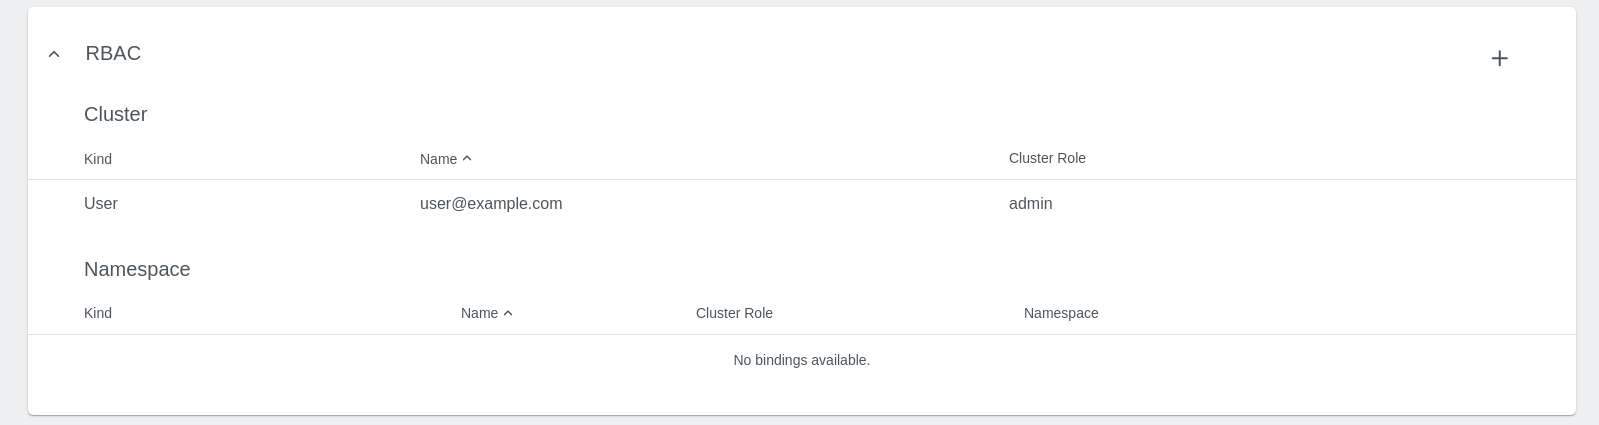 RBAC
Cluster
Kind Name Cluster Role
User user@example.com admin
Namespace
Kind Name Cluster Role Namespace
No bindings available.